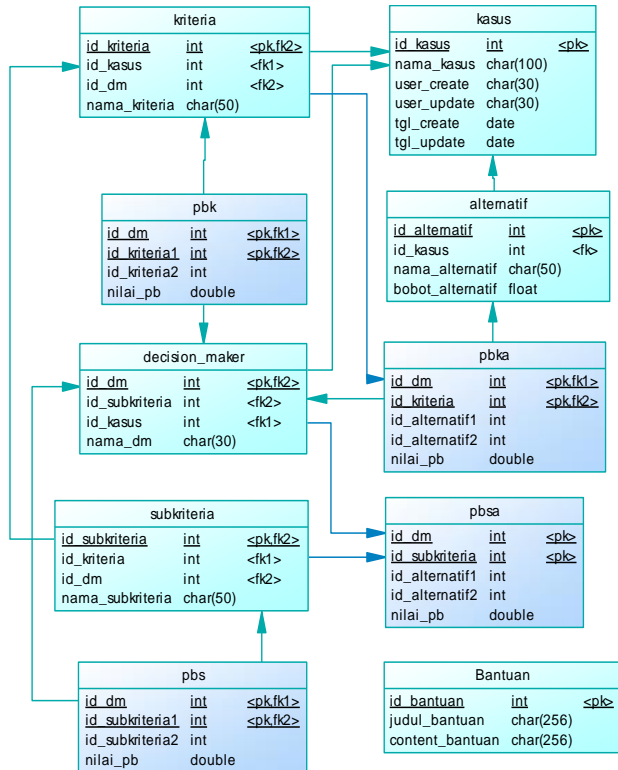 kriteria
id_kriteria int <pk,fk2>
id_kasus int <fk1>
id_dm int <fk2>
nama_kriteria char(50)
kasus
id_kasus int <pk>
nama_kasus char(100)
user_create char(30)
user_update char(30)
tgl_create date
tgl_update date
pbk
id_dm int <pk,fk1>
id_kriteria1 int <pk,fk2>
id_kriteria2 int
nilai_pb double
alternatif
id_alternatif int <pk>
id_kasus int <fk>
nama_alternatif char(50)
bobot_alternatif float
decision_maker
id_dm int <pk,fk2>
id_subkriteria int <fk2>
id_kasus int <fk1>
nama_dm char(30)
pbka
id_dm int <pk,fk1>
id_kriteria int <pk,fk2>
id_alternatif1 int
id_alternatif2 int
nilai_pb double
subkriteria
id_subkriteria int <pk,fk2>
id_kriteria int <fk1>
id_dm int <fk2>
nama_subkriteria char(50)
pbsa
id_dm int <pk>
id_subkriteria int <pk>
id_alternatif1 int
id_alternatif2 int
nilai_pb double
pbs
id_dm int <pk,fk1>
id_subkriteria1 int <pk,fk2>
id_subkriteria2 int
nilai_pb double
Bantuan
id_bantuan int <pk>
judul_bantuan char(256)
content_bantuan char(256)